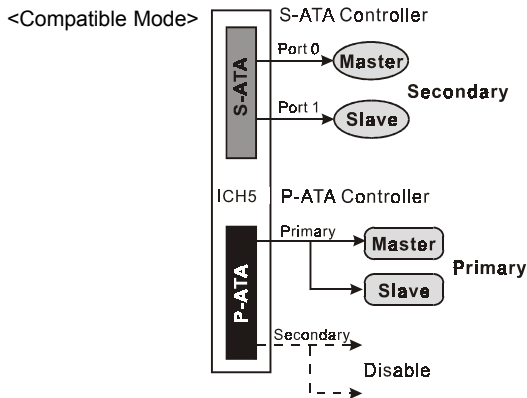 <Compatible Mode>
S-ATA Controller
S-ATA
Port 0
Master
Secondary
Port 1
Slave
ICH5
P-ATA Controller
P-ATA
Primary
Master
Primary
Slave
Secondary
Disable